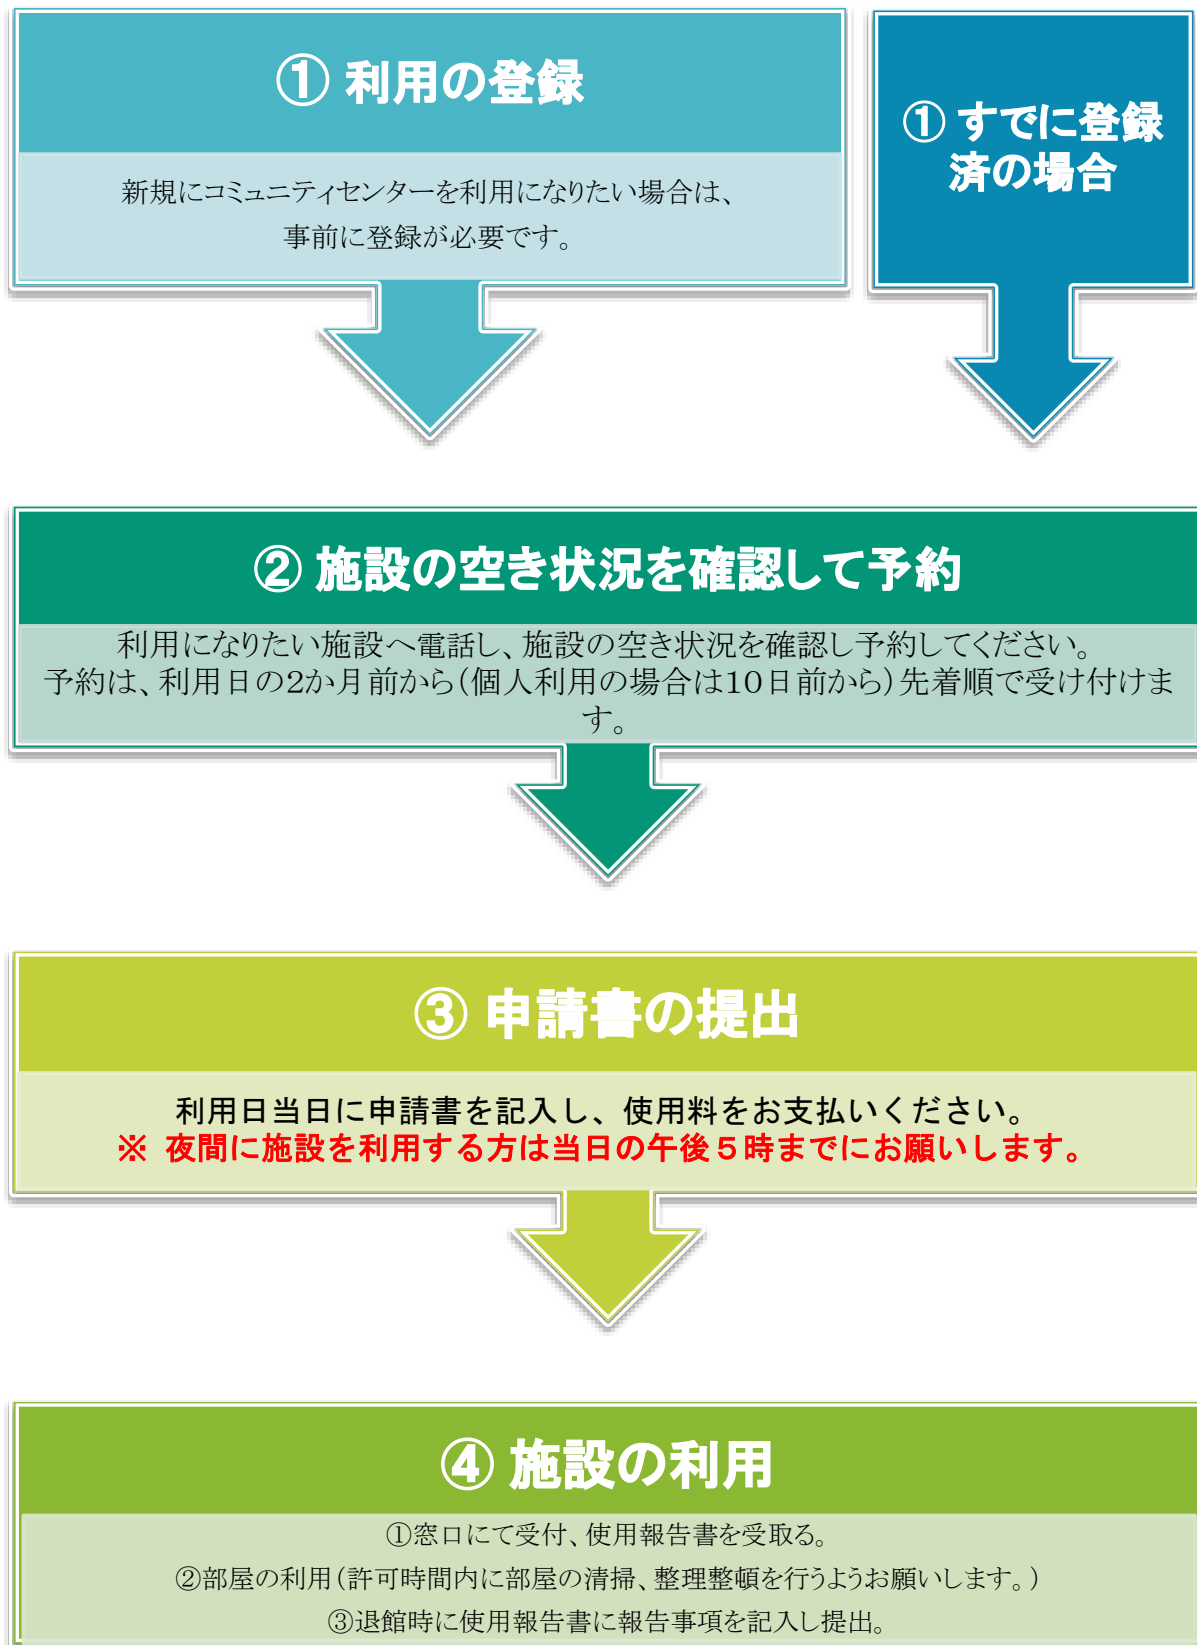 ① 利用の登録
新規にコミュニティセンターを利用になりたい場合は、
事前に登録が必要です。
① すでに登録
済の場合
② 施設の空き状況を確認して予約
利用になりたい施設へ電話し、施設の空き状況を確認し予約してください。
予約は、利用日の2か月前から（個人利用の場合は10日前から）先着順で受け付けま
す。
③ 申請書の提出
利用日当日に申請書を記入し、使用料をお支払いください。
※ 夜間に施設を利用する方は当日の午後５時までにお願いします。
④ 施設の利用
①窓口にて受付、使用報告書を受取る。
②部屋の利用（許可時間内に部屋の清掃、整理整頓を行うようお願いします。）
③退館時に使用報告書に報告事項を記入し提出。